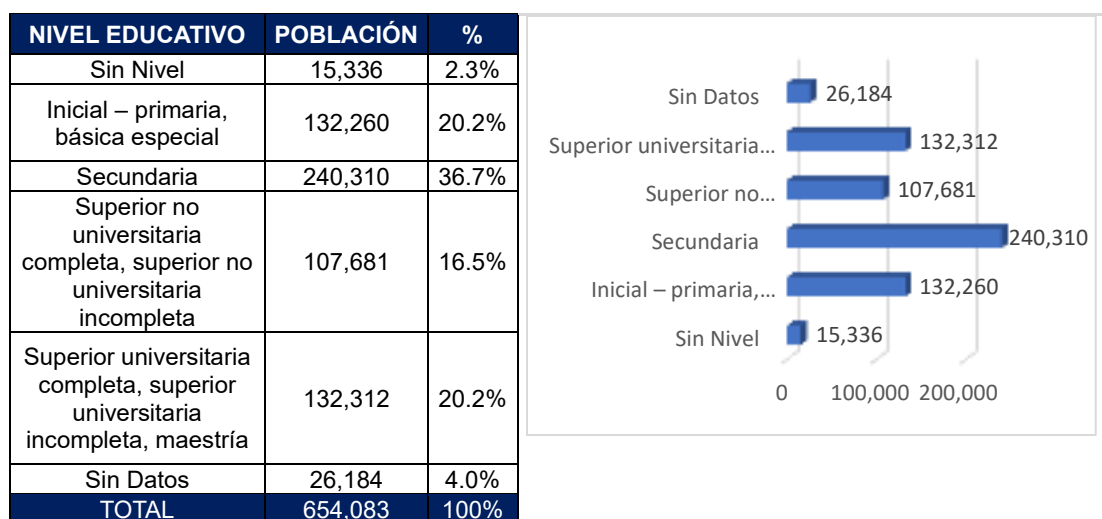 NIVEL EDUCATIVO POBLACIÓN %
Sin Nivel 15,336 2.3%
Inicial – primaria,
básica especial 132,260 20.2%
Secundaria 240,310 36.7%
Superior no
universitaria
completa, superior no
universitaria
incompleta 107,681 16.5%
Superior universitaria
completa, superior
universitaria
incompleta, maestría 132,312 20.2%
Sin Datos 26,184 4.0%
TOTAL 654,083 100%
Sin Datos 26,184
Superior universitaria... 132,312
Superior no... 107,681
Secundaria 240,310
Inicial – primaria,... 132,260
Sin Nivel 15,336
0 100,000 200,000